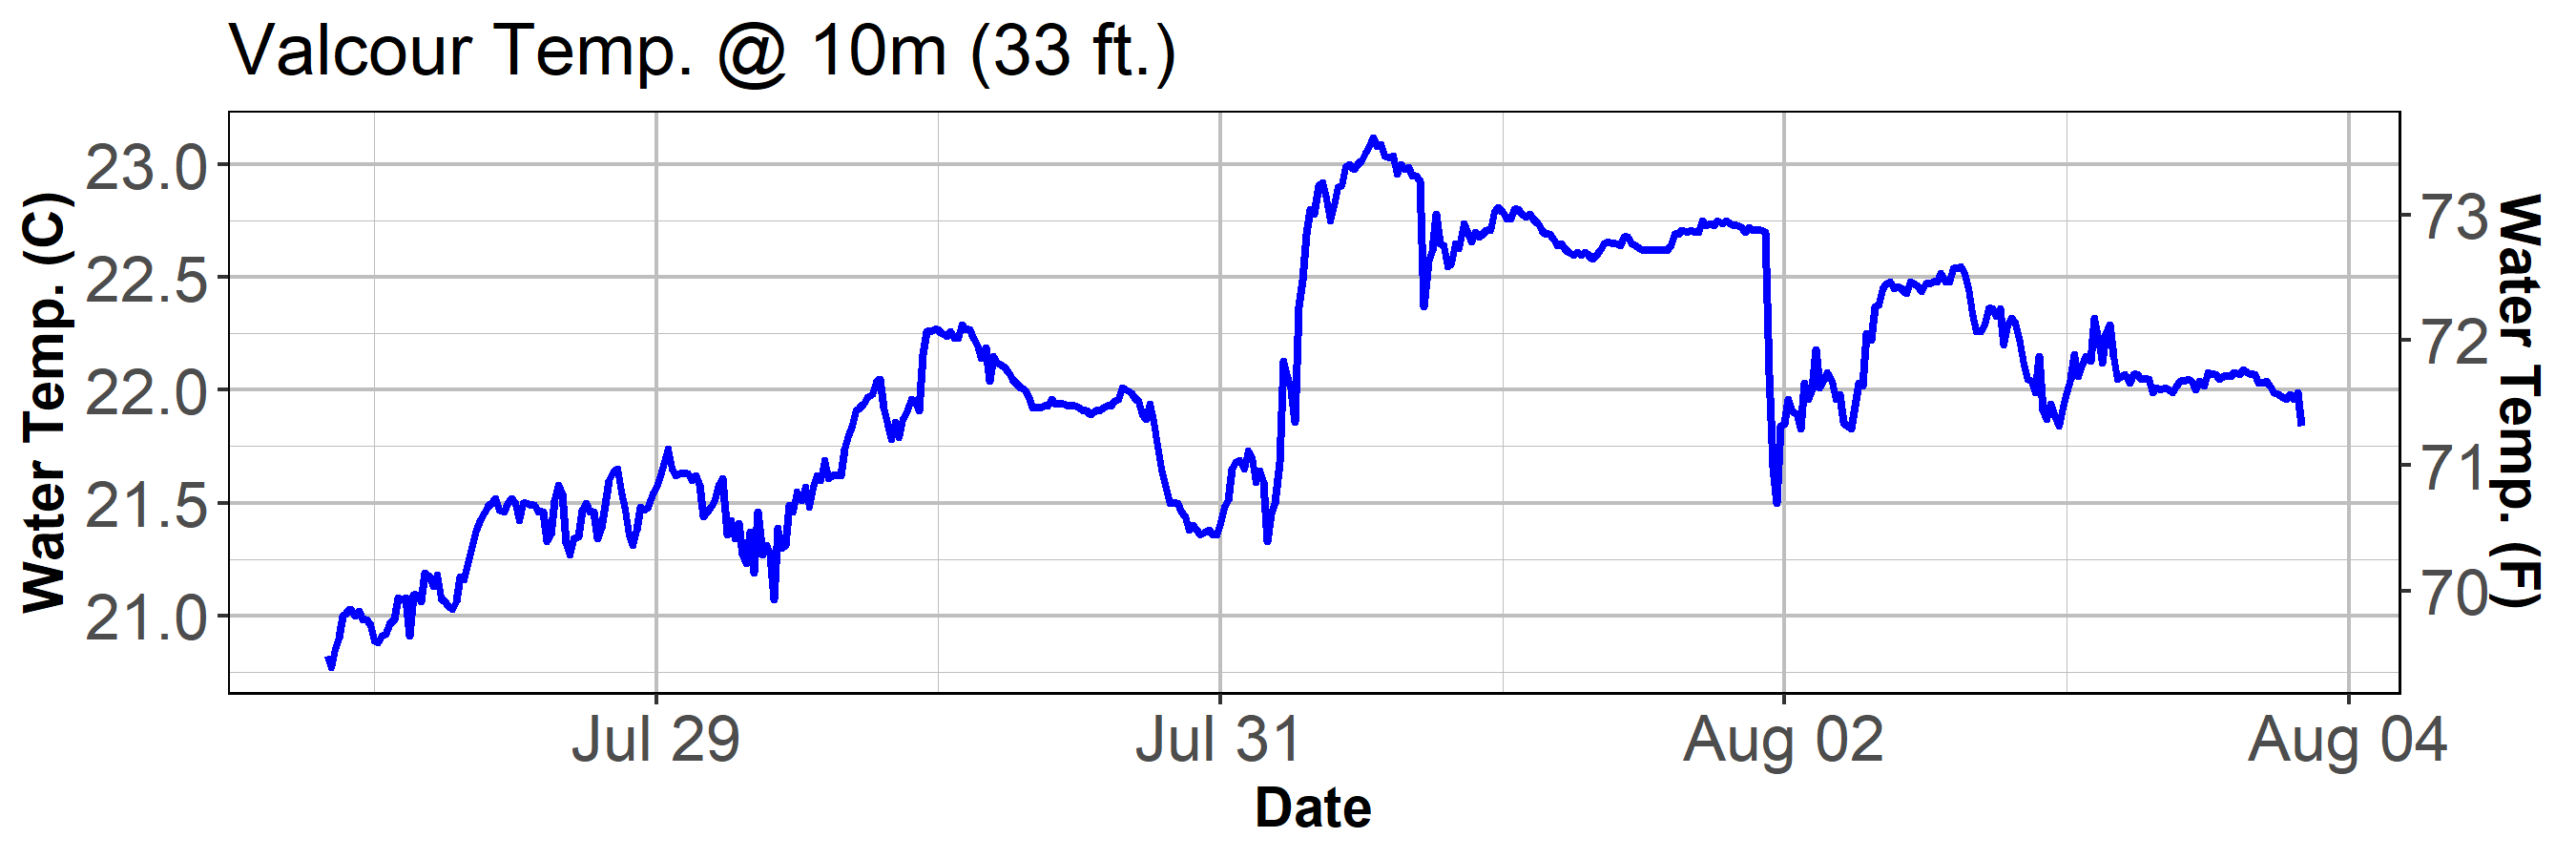 Valcour Temp. @ 10m (33 ft.)
Water Temp. (C)
23.0
22.5
22.0
21.5
21.0
73
72
71
70
Water Temp. (F)
Jul 29
Jul 31
Aug 02
Aug 04
Date